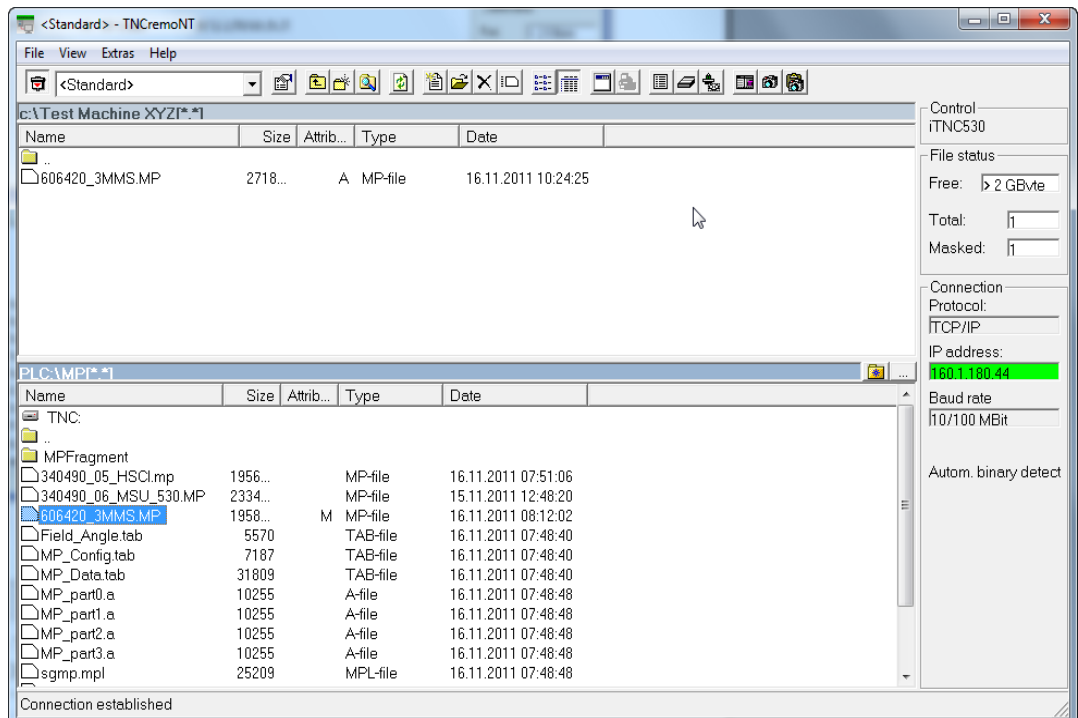 <Standard> - TNCremoNT
File View Extras Help
<Standard>
c:\Test Machine XYZ[*.*]
Name Size Attrib... Type Date
..
606420_3MMS.MP 2718... A MP-file 16.11.2011 10:24:25
PLC:\MP[*.*]
...
Name Size Attrib... Type Date
TNC:
..
MPFragment
340490_05_HSCI.mp 1956... MP-file 16.11.2011 07:51:06
340490_06_MSU_530.MP 2334... MP-file 15.11.2011 12:48:20
606420_3MMS.MP 1958... M MP-file 16.11.2011 08:12:02
Field_Angle.tab 5570 TAB-file 16.11.2011 07:48:40
MP_Config.tab 7187 TAB-file 16.11.2011 07:48:40
MP_Data.tab 31809 TAB-file 16.11.2011 07:48:40
MP_part0.a 10255 A-file 16.11.2011 07:48:48
MP_part1.a 10255 A-file 16.11.2011 07:48:48
MP_part2.a 10255 A-file 16.11.2011 07:48:48
MP_part3.a 10255 A-file 16.11.2011 07:48:48
sgmp.mpl 25209 MPL-file 16.11.2011 07:48:48
Control
iTNC530
File status
Free: > 2 GByte
Total: 1
Masked: 1
Connection
Protocol:
TCP/IP
IP address:
160.1.180.44
Baud rate
10/100 MBit
Autom. binary detect
Connection established